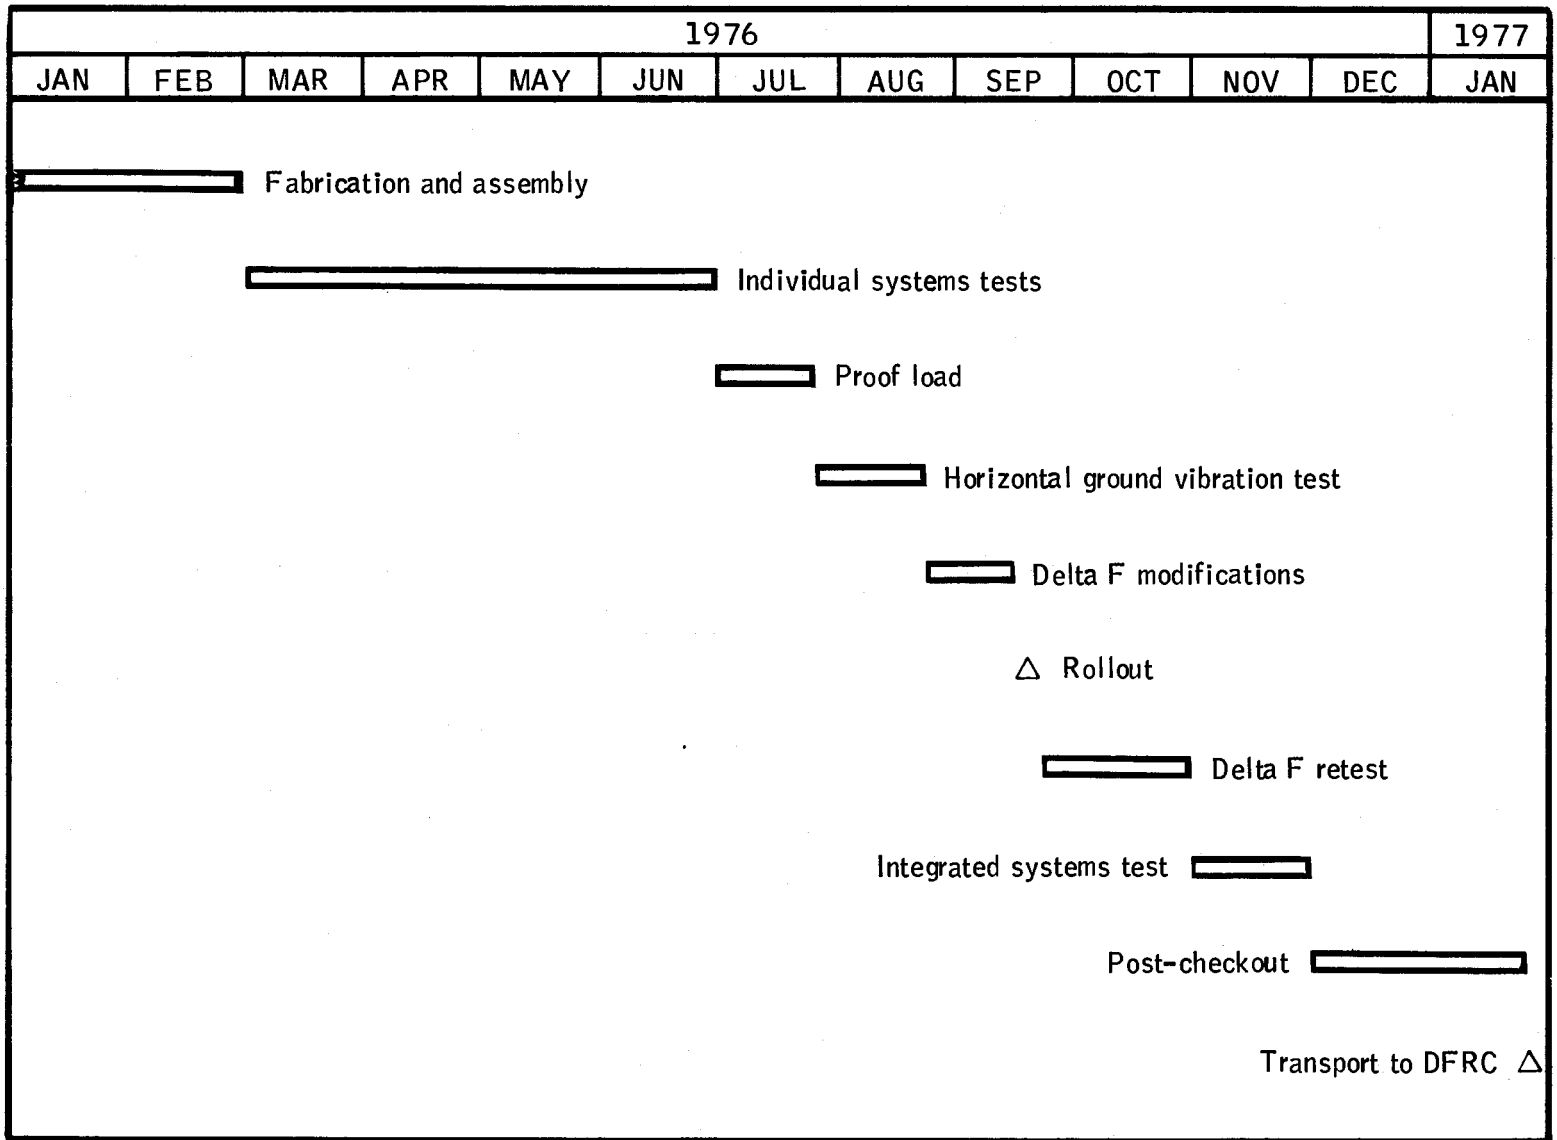 1976 1977
JAN FEB MAR APR MAY JUN JUL AUG SEP OCT NOV DEC JAN
Fabrication and assembly
Individual systems tests
Proof load
Horizontal ground vibration test
Delta F modifications
Rollout
Delta F retest
Integrated systems test
Post-checkout
Transport to DFRC